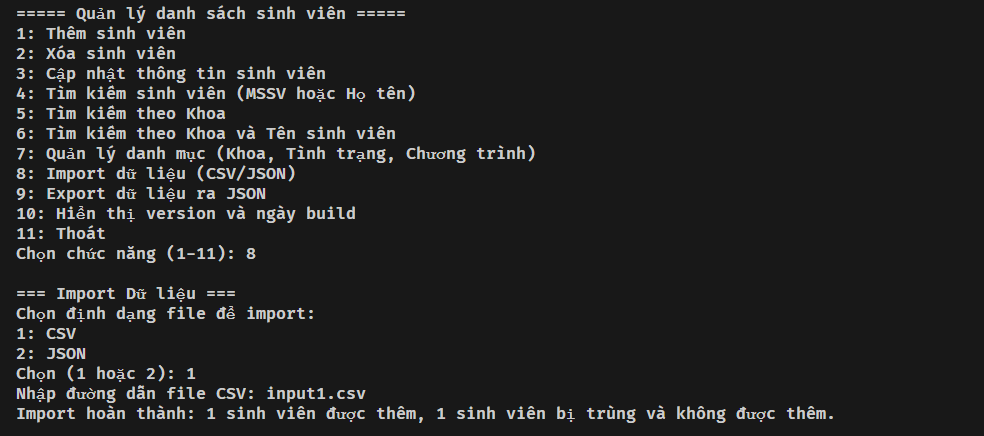 ===== Quản lý danh sách sinh viên =====
1: Thêm sinh viên
2: Xóa sinh viên
3: Cập nhật thông tin sinh viên
4: Tìm kiếm sinh viên (MSSV hoặc Họ tên)
5: Tìm kiếm theo Khoa
6: Tìm kiếm theo Khoa và Tên sinh viên
7: Quản lý danh mục (Khoa, Tình trạng, Chương trình)
8: Import dữ liệu (CSV/JSON)
9: Export dữ liệu ra JSON
10: Hiển thị version và ngày build
11: Thoát
Chọn chức năng (1-11): 8
=== Import Dữ liệu ===
Chọn định dạng file để import:
1: CSV
2: JSON
Chọn (1 hoặc 2): 1
Nhập đường dẫn file CSV: input1.csv
Import hoàn thành: 1 sinh viên được thêm, 1 sinh viên bị trùng và không được thêm.